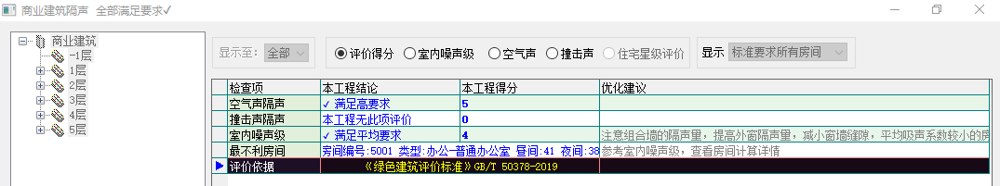 商业建筑隔声 全部满足要求✓
商业建筑
-1层
1层
2层
3层
4层
5层
显示至： 全部
评价得分 室内噪声级 空气声 撞击声 住宅星级评价
显示 标准要求所有房间
检查项 本工程结论 本工程得分 优化建议
空气声隔声 ✓ 满足高要求 5
撞击声隔声 本工程无此项评价 0
室内噪声级 ✓ 满足平均要求 4 注意组合墙的隔声量，提高外窗隔声量，减小窗墙缝隙，平均吸声系数较小的房
最不利房间 房间编号:5001 类型:办公-普通办公室 昼间:41 夜间:38 参考室内噪声级，查看房间计算详情
评价依据 《绿色建筑评价标准》GB/T 50378-2019